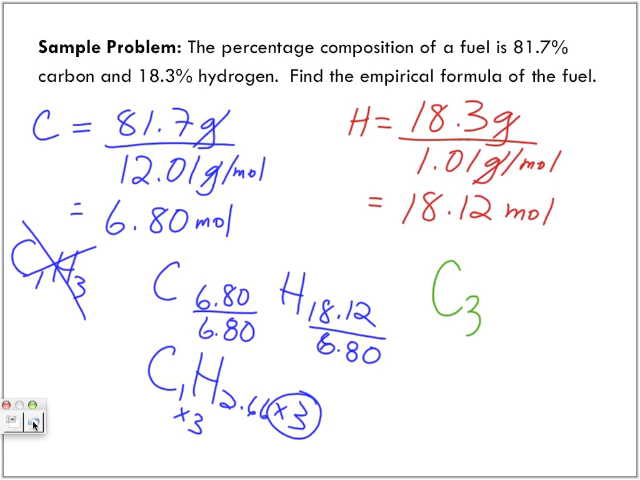 Sample Problem: The percentage composition of a fuel is 81.7%
carbon and 18.3% hydrogen. Find the empirical formula of the fuel.
C = 81.7g
12.01g/mol
= 6.80 mol
H = 18.3g
1.01g/mol
= 18.12 mol
C1H3
C 6.80 H 18.12
6.80 6.80
C3
C1H2.66 ×3
×3